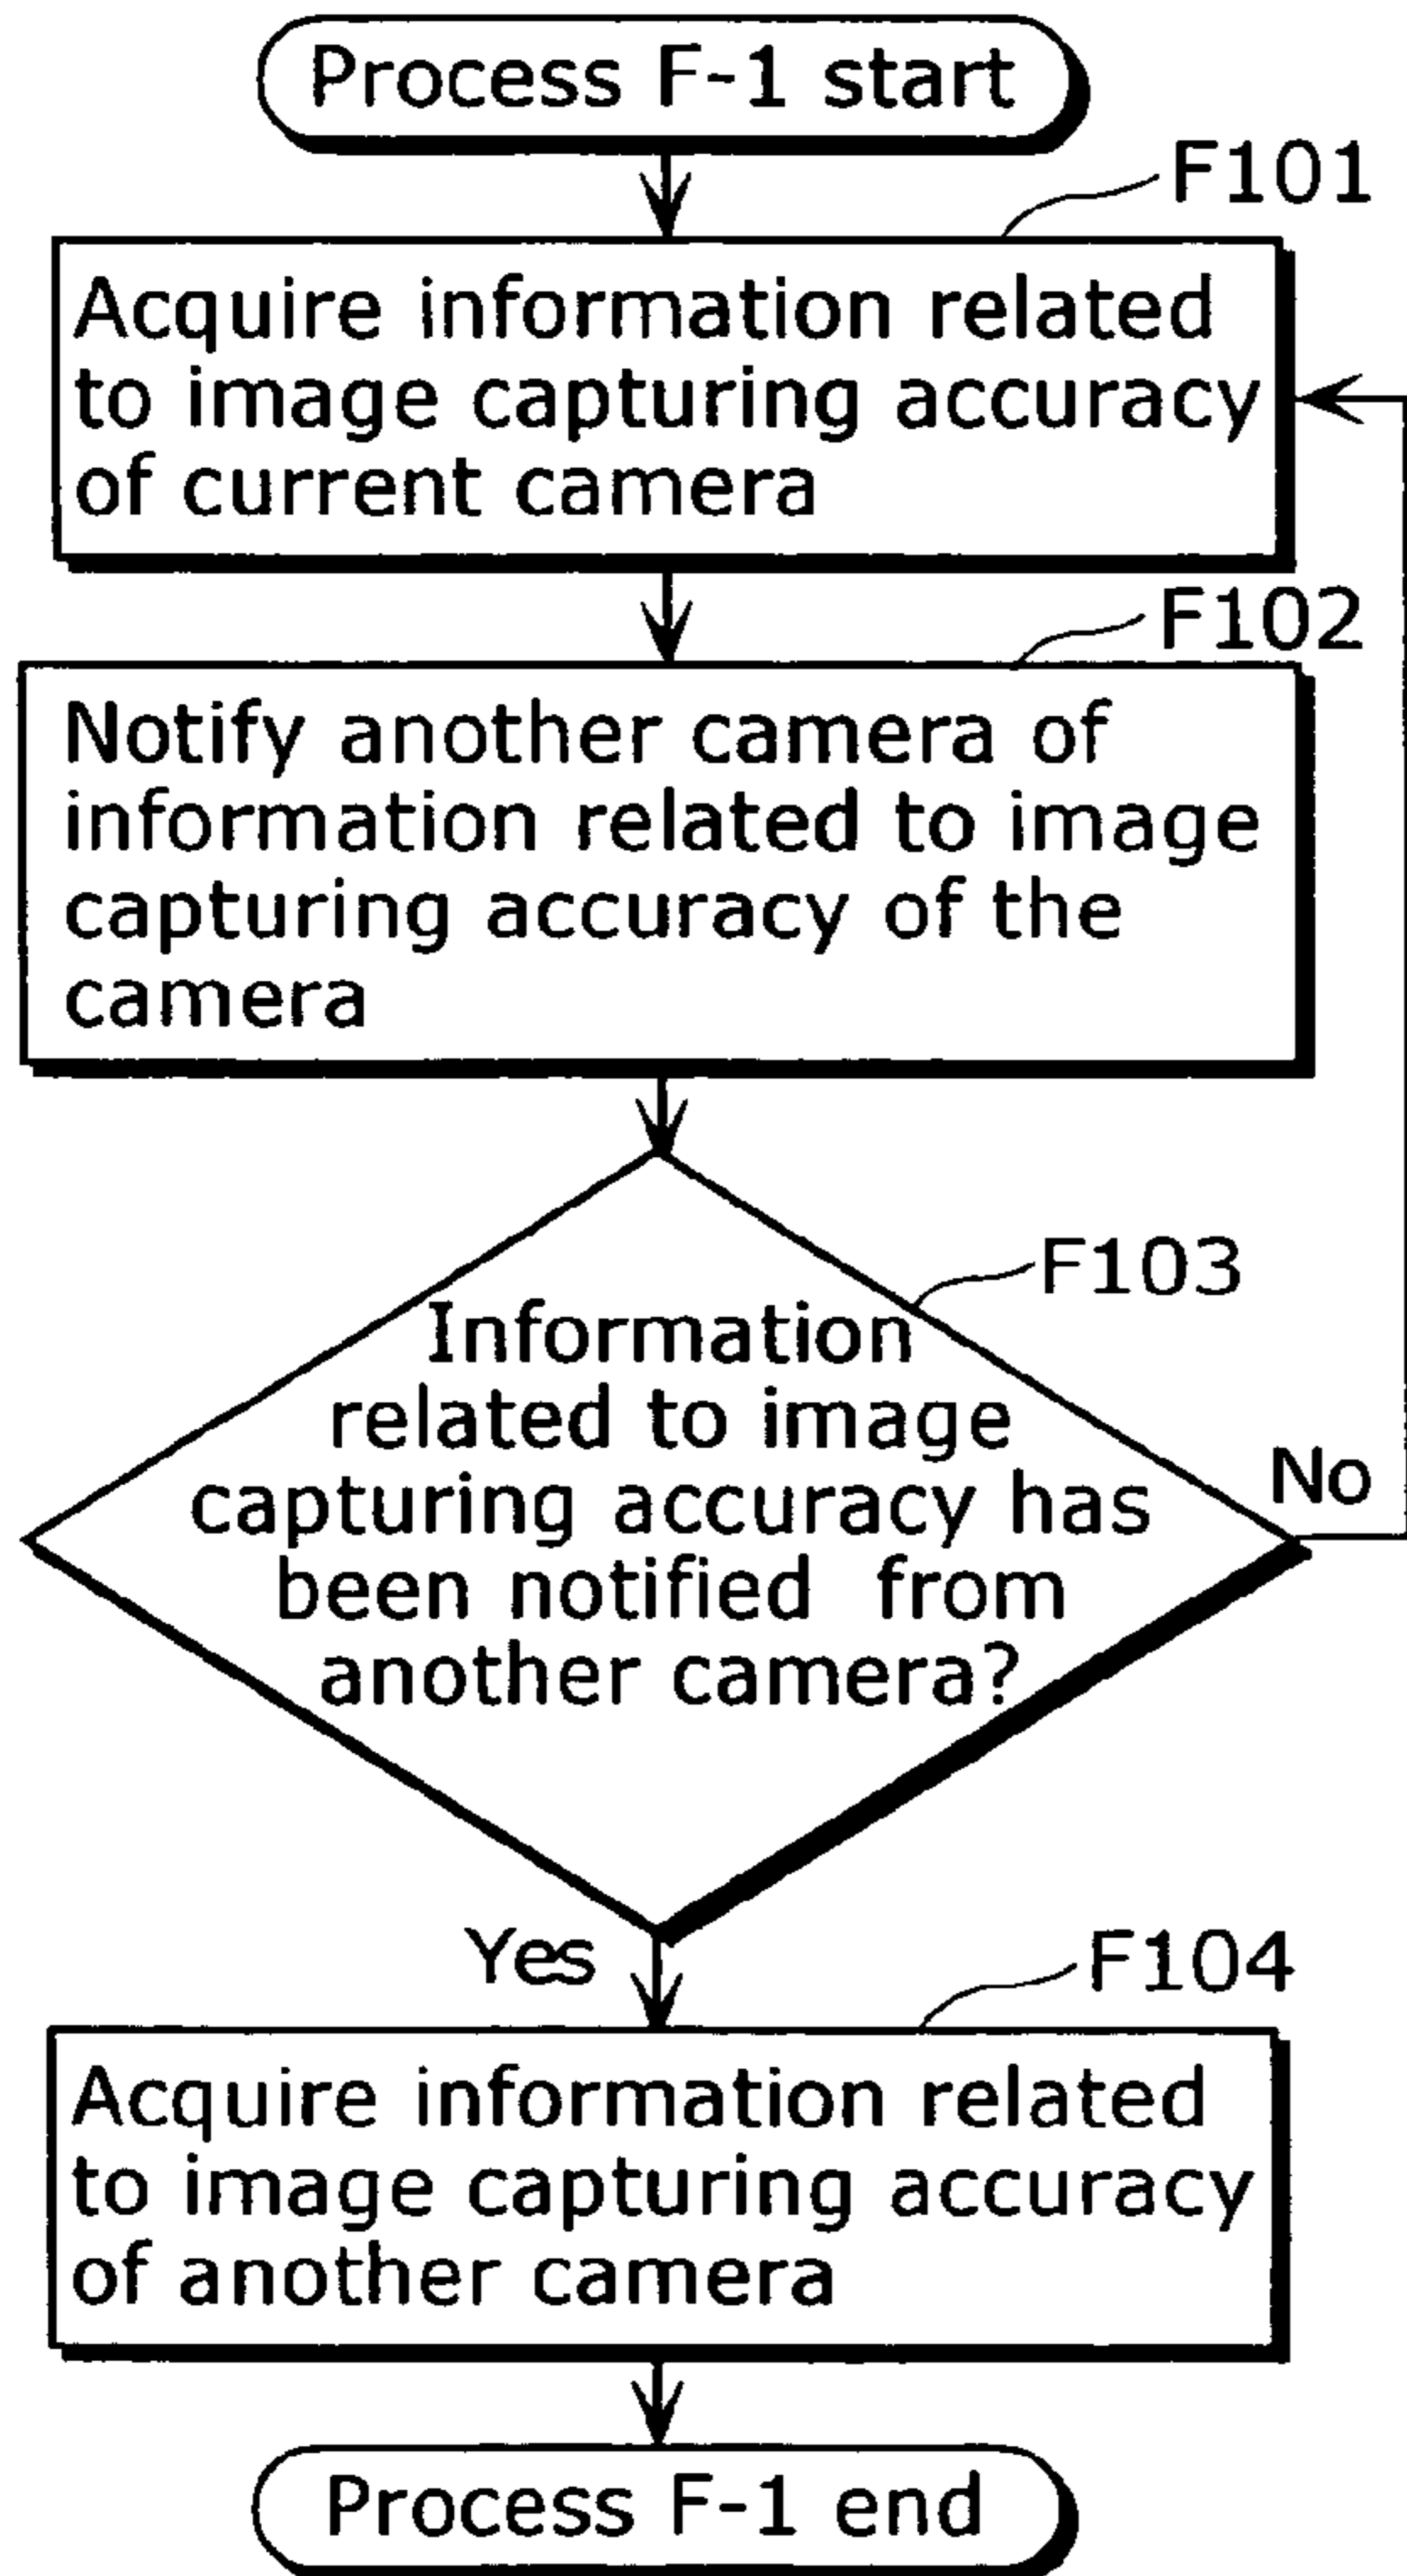 Process F-1 start
F101
Acquire information related
to image capturing accuracy
of current camera
F102
Notify another camera of
information related to image
capturing accuracy of the
camera
F103
Information
related to image
capturing accuracy has
been notified from
another camera?
No
Yes
F104
Acquire information related
to image capturing accuracy
of another camera
Process F-1 end